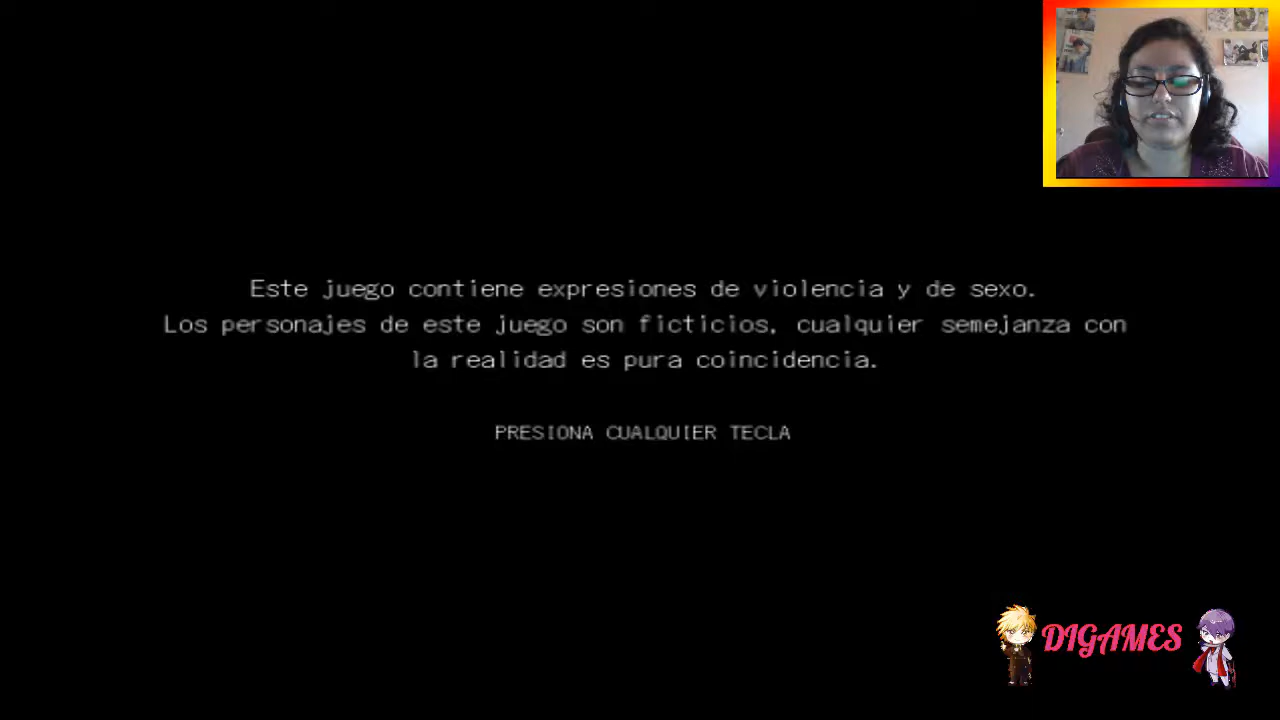 Este juego contiene expresiones de violencia y de sexo.
Los personajes de este juego son ficticios, cualquier semejanza con
la realidad es pura coincidencia.
PRESIONA CUALQUIER TECLA
DIGAMES